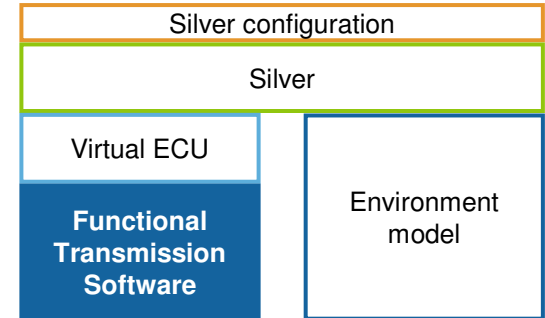 Silver configuration
Silver
Virtual ECU
Functional
Transmission
Software
Environment
model